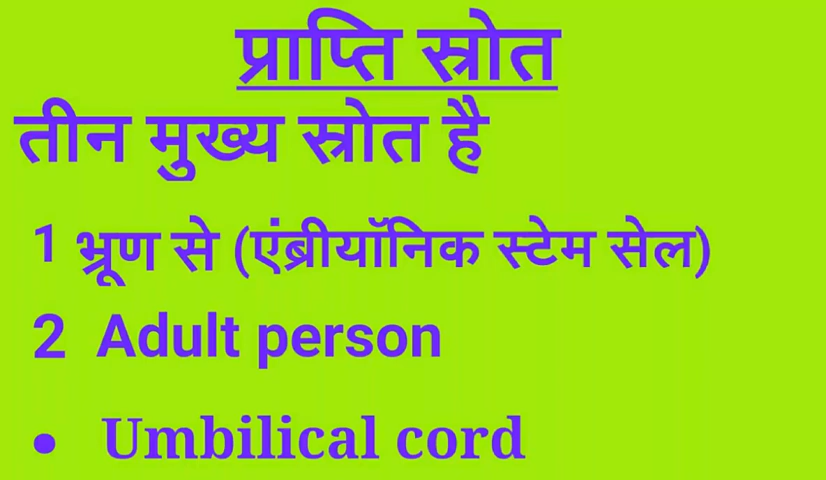 प्राप्ति स्रोत
तीन मुख्य स्रोत है
1 भ्रूण से (एंब्रीयॉनिक स्टेम सेल)
2 Adult person
• Umbilical cord